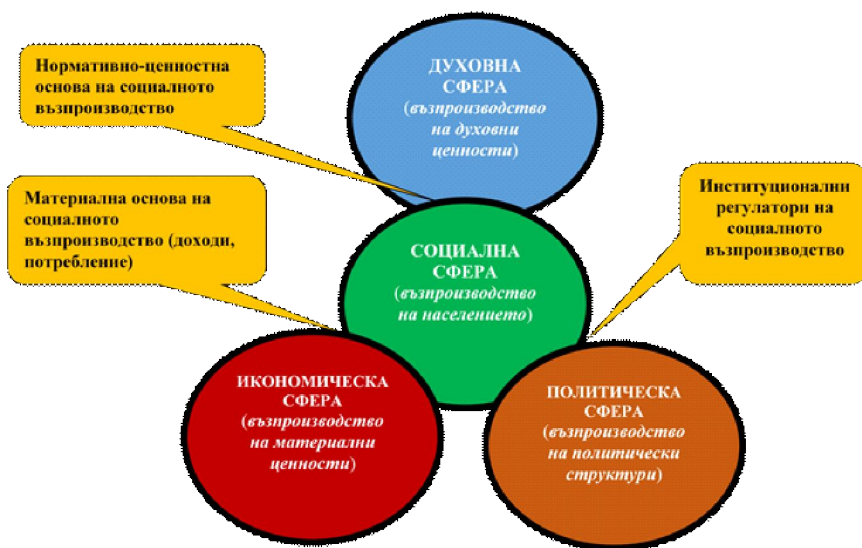 Нормативно-ценностна
основа на социалното
възпроизводство
ДУХОВНА
СФЕРА
(възпроизводство
на духовни
ценности)
Материална основа на
социалното
възпроизводство (доходи,
потребление)
Институционални
регулатори на
социалното
възпроизводство
СОЦИАЛНА
СФЕРА
(възпроизводство
на населението)
ИКОНОМИЧЕСКА
СФЕРА
(възпроизводство
на материални
ценности)
ПОЛИТИЧЕСКА
СФЕРА
(възпроизводство
на политически
структури)